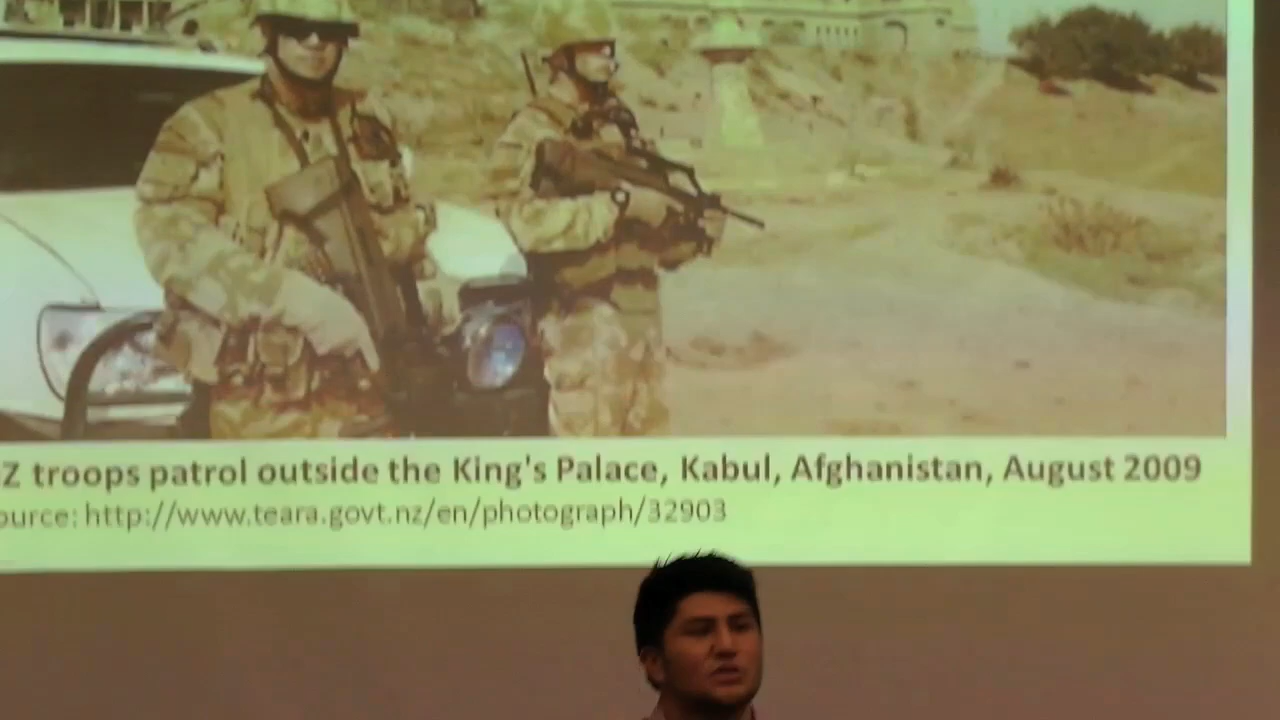 Z troops patrol outside the King's Palace, Kabul, Afghanistan, August 2009
ource: http://www.teara.govt.nz/en/photograph/32903